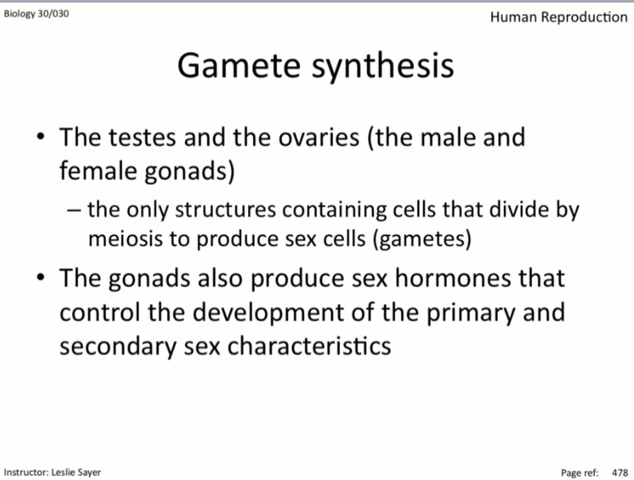 Biology 30/030
Human Reproduction
Gamete synthesis
• The testes and the ovaries (the male and
female gonads)
– the only structures containing cells that divide by
meiosis to produce sex cells (gametes)
• The gonads also produce sex hormones that
control the development of the primary and
secondary sex characteristics
Instructor: Leslie Sayer
Page ref: 478